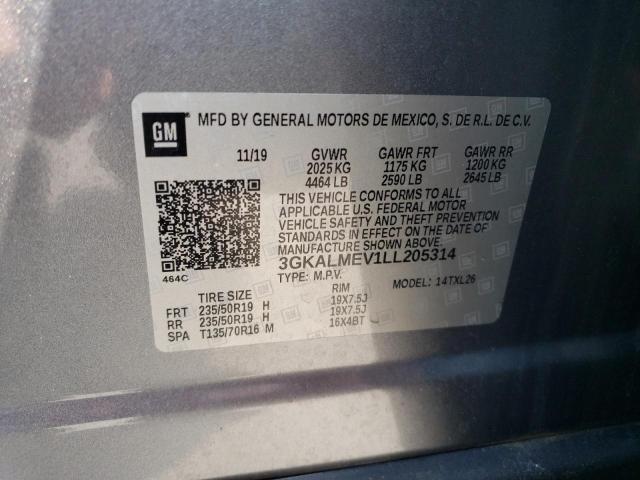 GM MFD BY GENERAL MOTORS DE MEXICO, S. DE R.L. DE C.V.
11/19 GVWR GAWR FRT GAWR RR
2025 KG 1175 KG 1200 KG
4464 LB 2590 LB 2645 LB
THIS VEHICLE CONFORMS TO ALL
APPLICABLE U.S. FEDERAL MOTOR
VEHICLE SAFETY AND THEFT PREVENTION
STANDARDS IN EFFECT ON THE DATE OF
MANUFACTURE SHOWN ABOVE.
3GKALMEV1LL205314
464C TYPE: M.P.V. MODEL: 14TXL26
TIRE SIZE RIM
FRT 235/50R19 H 19X7.5J
RR 235/50R19 H 19X7.5J
SPA T135/70R16 M 16X4BT